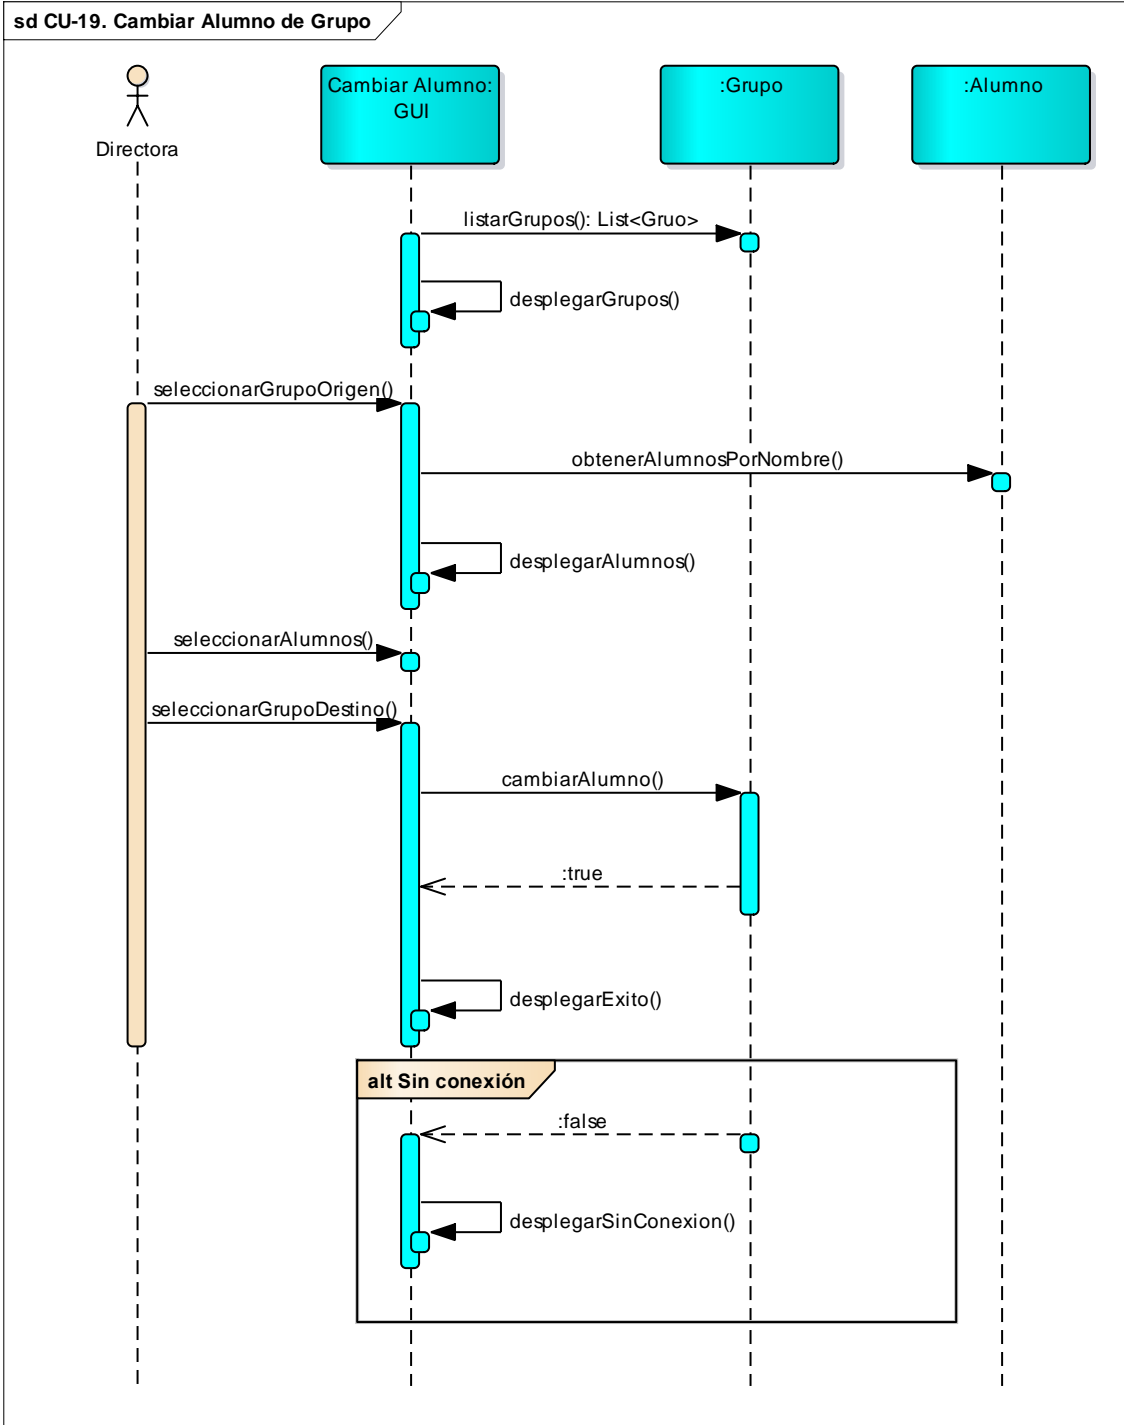 sd CU-19. Cambiar Alumno de Grupo
Directora
Cambiar Alumno:
GUI
:Grupo
:Alumno
listarGrupos(): List<Gruo>
desplegarGrupos()
seleccionarGrupoOrigen()
obtenerAlumnosPorNombre()
desplegarAlumnos()
seleccionarAlumnos()
seleccionarGrupoDestino()
cambiarAlumno()
:true
desplegarExito()
alt Sin conexión
:false
desplegarSinConexion()